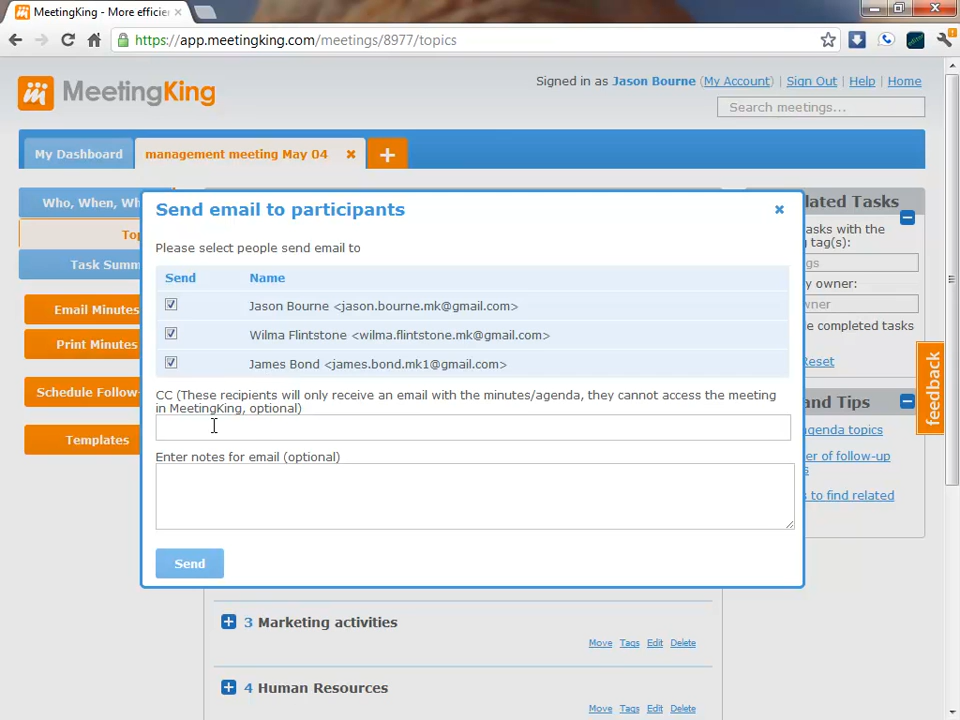 MeetingKing - More efficie
https://app.meetingking.com/meetings/8977/topics
MeetingKing
Signed in as Jason Bourne (My Account) | Sign Out | Help | Home
Search meetings...
My Dashboard
management meeting May 04
Who, When, Wh
Top
Task Summ
Email Minutes
Print Minutes
Schedule Follow-
Templates
Send email to participants
Please select people send email to
Send Name
Jason Bourne <jason.bourne.mk@gmail.com>
Wilma Flintstone <wilma.flintstone.mk@gmail.com>
James Bond <james.bond.mk1@gmail.com>
CC (These recipients will only receive an email with the minutes/agenda, they cannot access the meeting
in MeetingKing, optional)
Enter notes for email (optional)
Send
3 Marketing activities
Move Tags Edit Delete
4 Human Resources
Move Tags Edit Delete
lated Tasks
asks with the
g tag(s):
gs
y owner:
wner
e completed tasks
Reset
and Tips
agenda topics
er of follow-up
s
s to find related
feedback